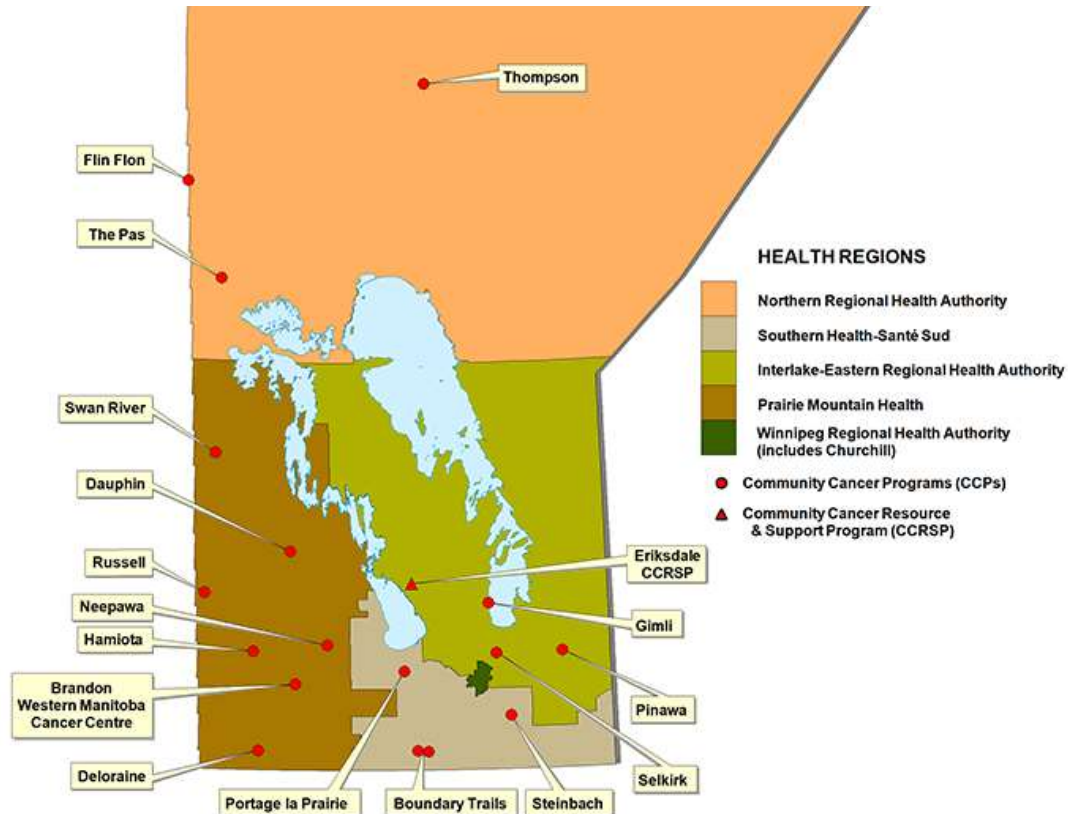 Thompson
Flin Flon
The Pas
HEALTH REGIONS
Northern Regional Health Authority
Southern Health-Santé Sud
Interlake-Eastern Regional Health Authority
Prairie Mountain Health
Winnipeg Regional Health Authority
(includes Churchill)
Community Cancer Programs (CCPs)
Community Cancer Resource
& Support Program (CCRSP)
Swan River
Dauphin
Russell
Neepawa
Hamiota
Brandon
Western Manitoba
Cancer Centre
Deloraine
Eriksdale
CCRSP
Gimli
Pinawa
Selkirk
Portage la Prairie
Boundary Trails
Steinbach